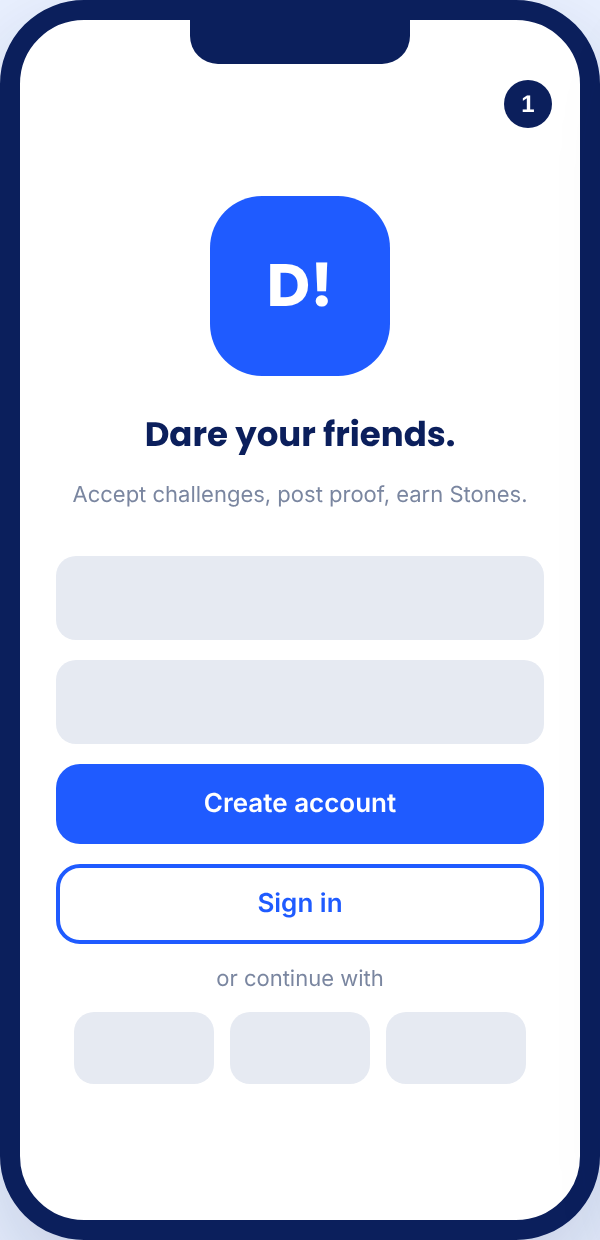 1
D!
Dare your friends.
Accept challenges, post proof, earn Stones.
Create account
Sign in
or continue with